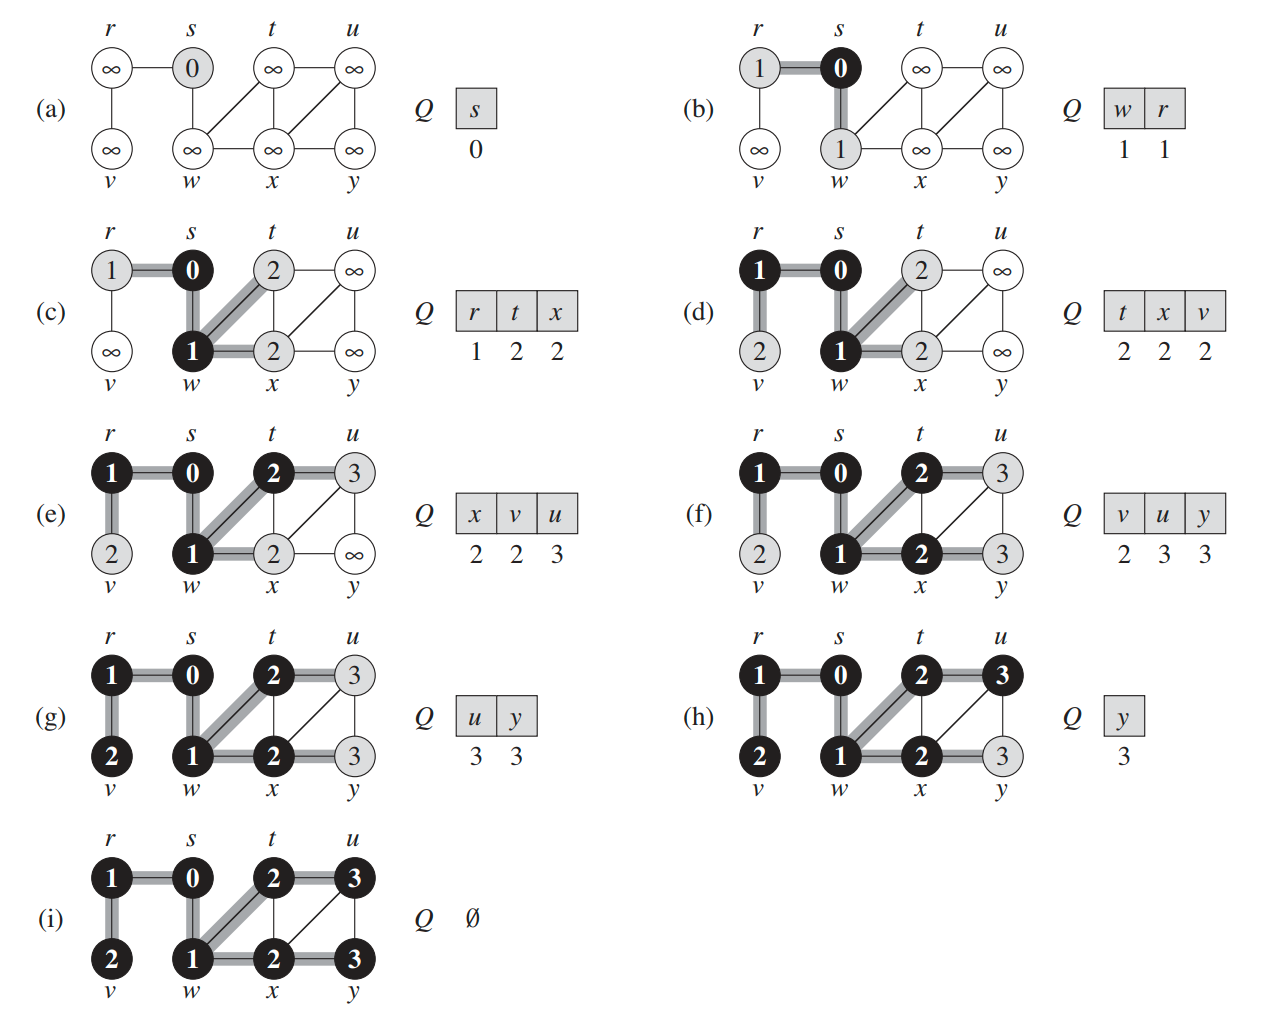 r s t u r s t u
∞ 0 ∞ ∞ 1 0 ∞ ∞
(a) Q s (b) Q w r
∞ ∞ ∞ ∞ 0 ∞ 1 ∞ ∞ 1 1
v w x y v w x y
r s t u r s t u
1 0 2 ∞ 1 0 2 ∞
(c) Q r t x (d) Q t x v
∞ 1 2 ∞ 1 2 2 2 1 2 ∞ 2 2 2
v w x y v w x y
r s t u r s t u
1 0 2 3 1 0 2 3
(e) Q x v u (f) Q v u y
2 1 2 ∞ 2 2 3 2 1 2 3 2 3 3
v w x y v w x y
r s t u r s t u
1 0 2 3 1 0 2 3
(g) Q u y (h) Q y
2 1 2 3 3 3 2 1 2 3 3
v w x y v w x y
r s t u
1 0 2 3
(i) Q ∅
2 1 2 3
v w x y